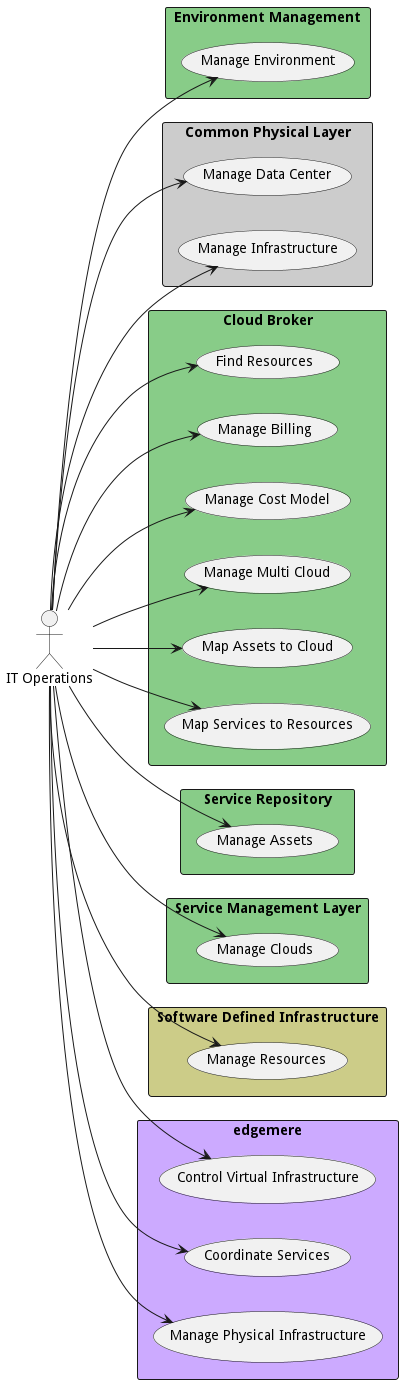 Environment Management
Manage Environment
Common Physical Layer
Manage Data Center
Manage Infrastructure
Cloud Broker
Find Resources
Manage Billing
Manage Cost Model
Manage Multi Cloud
Map Assets to Cloud
IT Operations
Map Services to Resources
Service Repository
Manage Assets
Service Management Layer
Manage Clouds
Software Defined Infrastructure
Manage Resources
edgemere
Control Virtual Infrastructure
Coordinate Services
Manage Physical Infrastructure